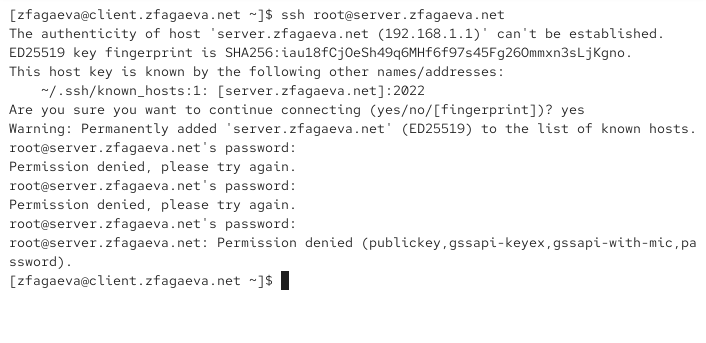 [zfagaeva@client.zfagaeva.net ~]$ ssh root@server.zfagaeva.net
The authenticity of host 'server.zfagaeva.net (192.168.1.1)' can't be established.
ED25519 key fingerprint is SHA256:iau18fCjOeSh49q6MHf6f97s45Fg26Ommxn3sLjKgno.
This host key is known by the following other names/addresses:
    ~/.ssh/known_hosts:1: [server.zfagaeva.net]:2022
Are you sure you want to continue connecting (yes/no/[fingerprint])? yes
Warning: Permanently added 'server.zfagaeva.net' (ED25519) to the list of known hosts.
root@server.zfagaeva.net's password:
Permission denied, please try again.
root@server.zfagaeva.net's password:
Permission denied, please try again.
root@server.zfagaeva.net's password:
root@server.zfagaeva.net: Permission denied (publickey,gssapi-keyex,gssapi-with-mic,pa
ssword).
[zfagaeva@client.zfagaeva.net ~]$